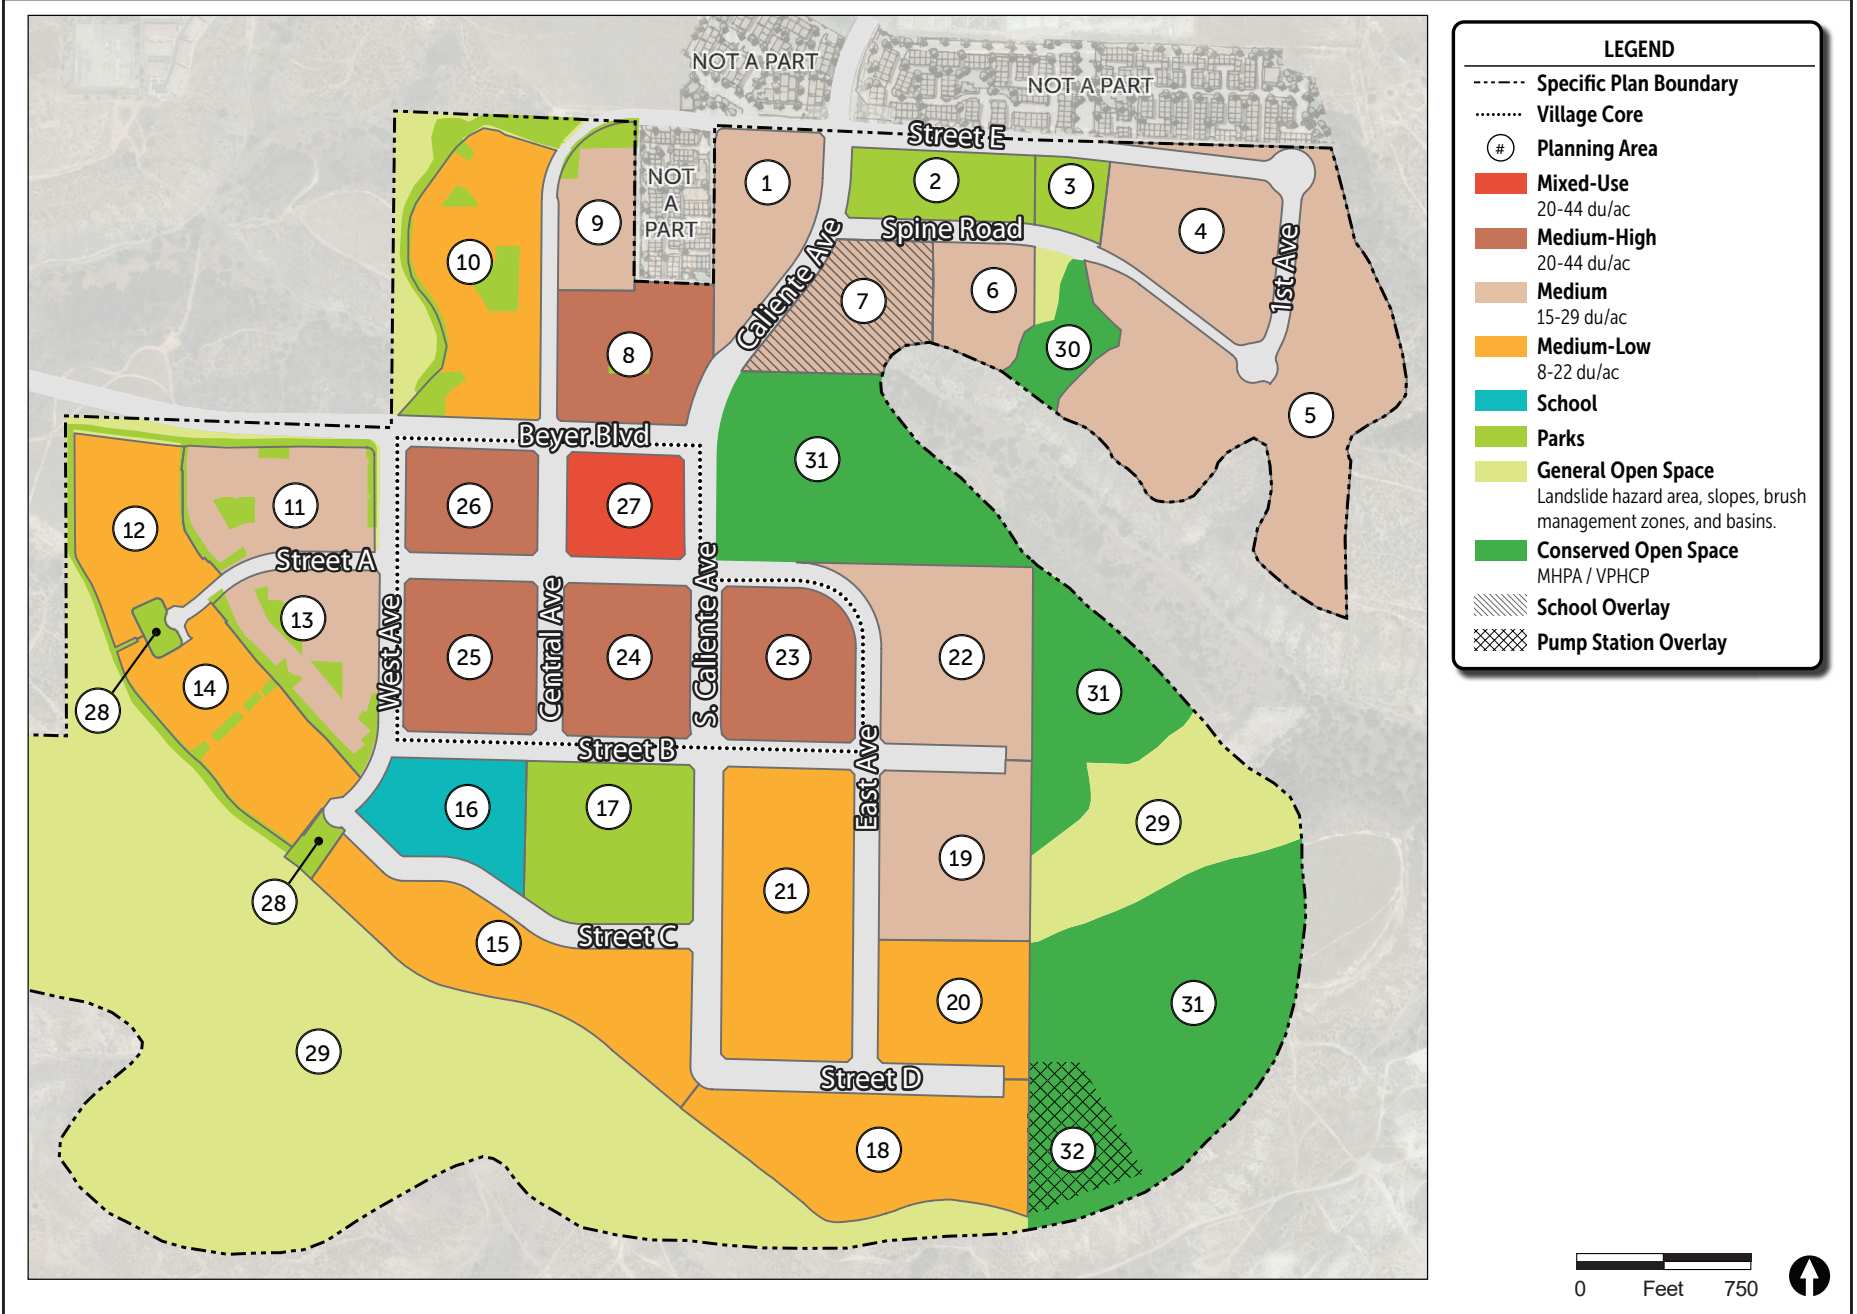 NOT A PART
NOT A PART
Street E
NOT
A
PART
1
2
3
4
Spine Road
9
10
Caliente Ave
1st Ave
7
6
8
30
5
Beyer Blvd
31
26
27
11
12
Street A
13
West Ave
Central Ave
S. Caliente Ave
25
24
23
22
14
28
31
Street B
East Ave
16
17
29
19
21
28
15
Street C
20
31
29
Street D
18
32
LEGEND
Specific Plan Boundary
Village Core
# Planning Area
Mixed-Use
20-44 du/ac
Medium-High
20-44 du/ac
Medium
15-29 du/ac
Medium-Low
8-22 du/ac
School
Parks
General Open Space
Landslide hazard area, slopes, brush
management zones, and basins.
Conserved Open Space
MHPA / VPHCP
School Overlay
Pump Station Overlay
0 Feet 750